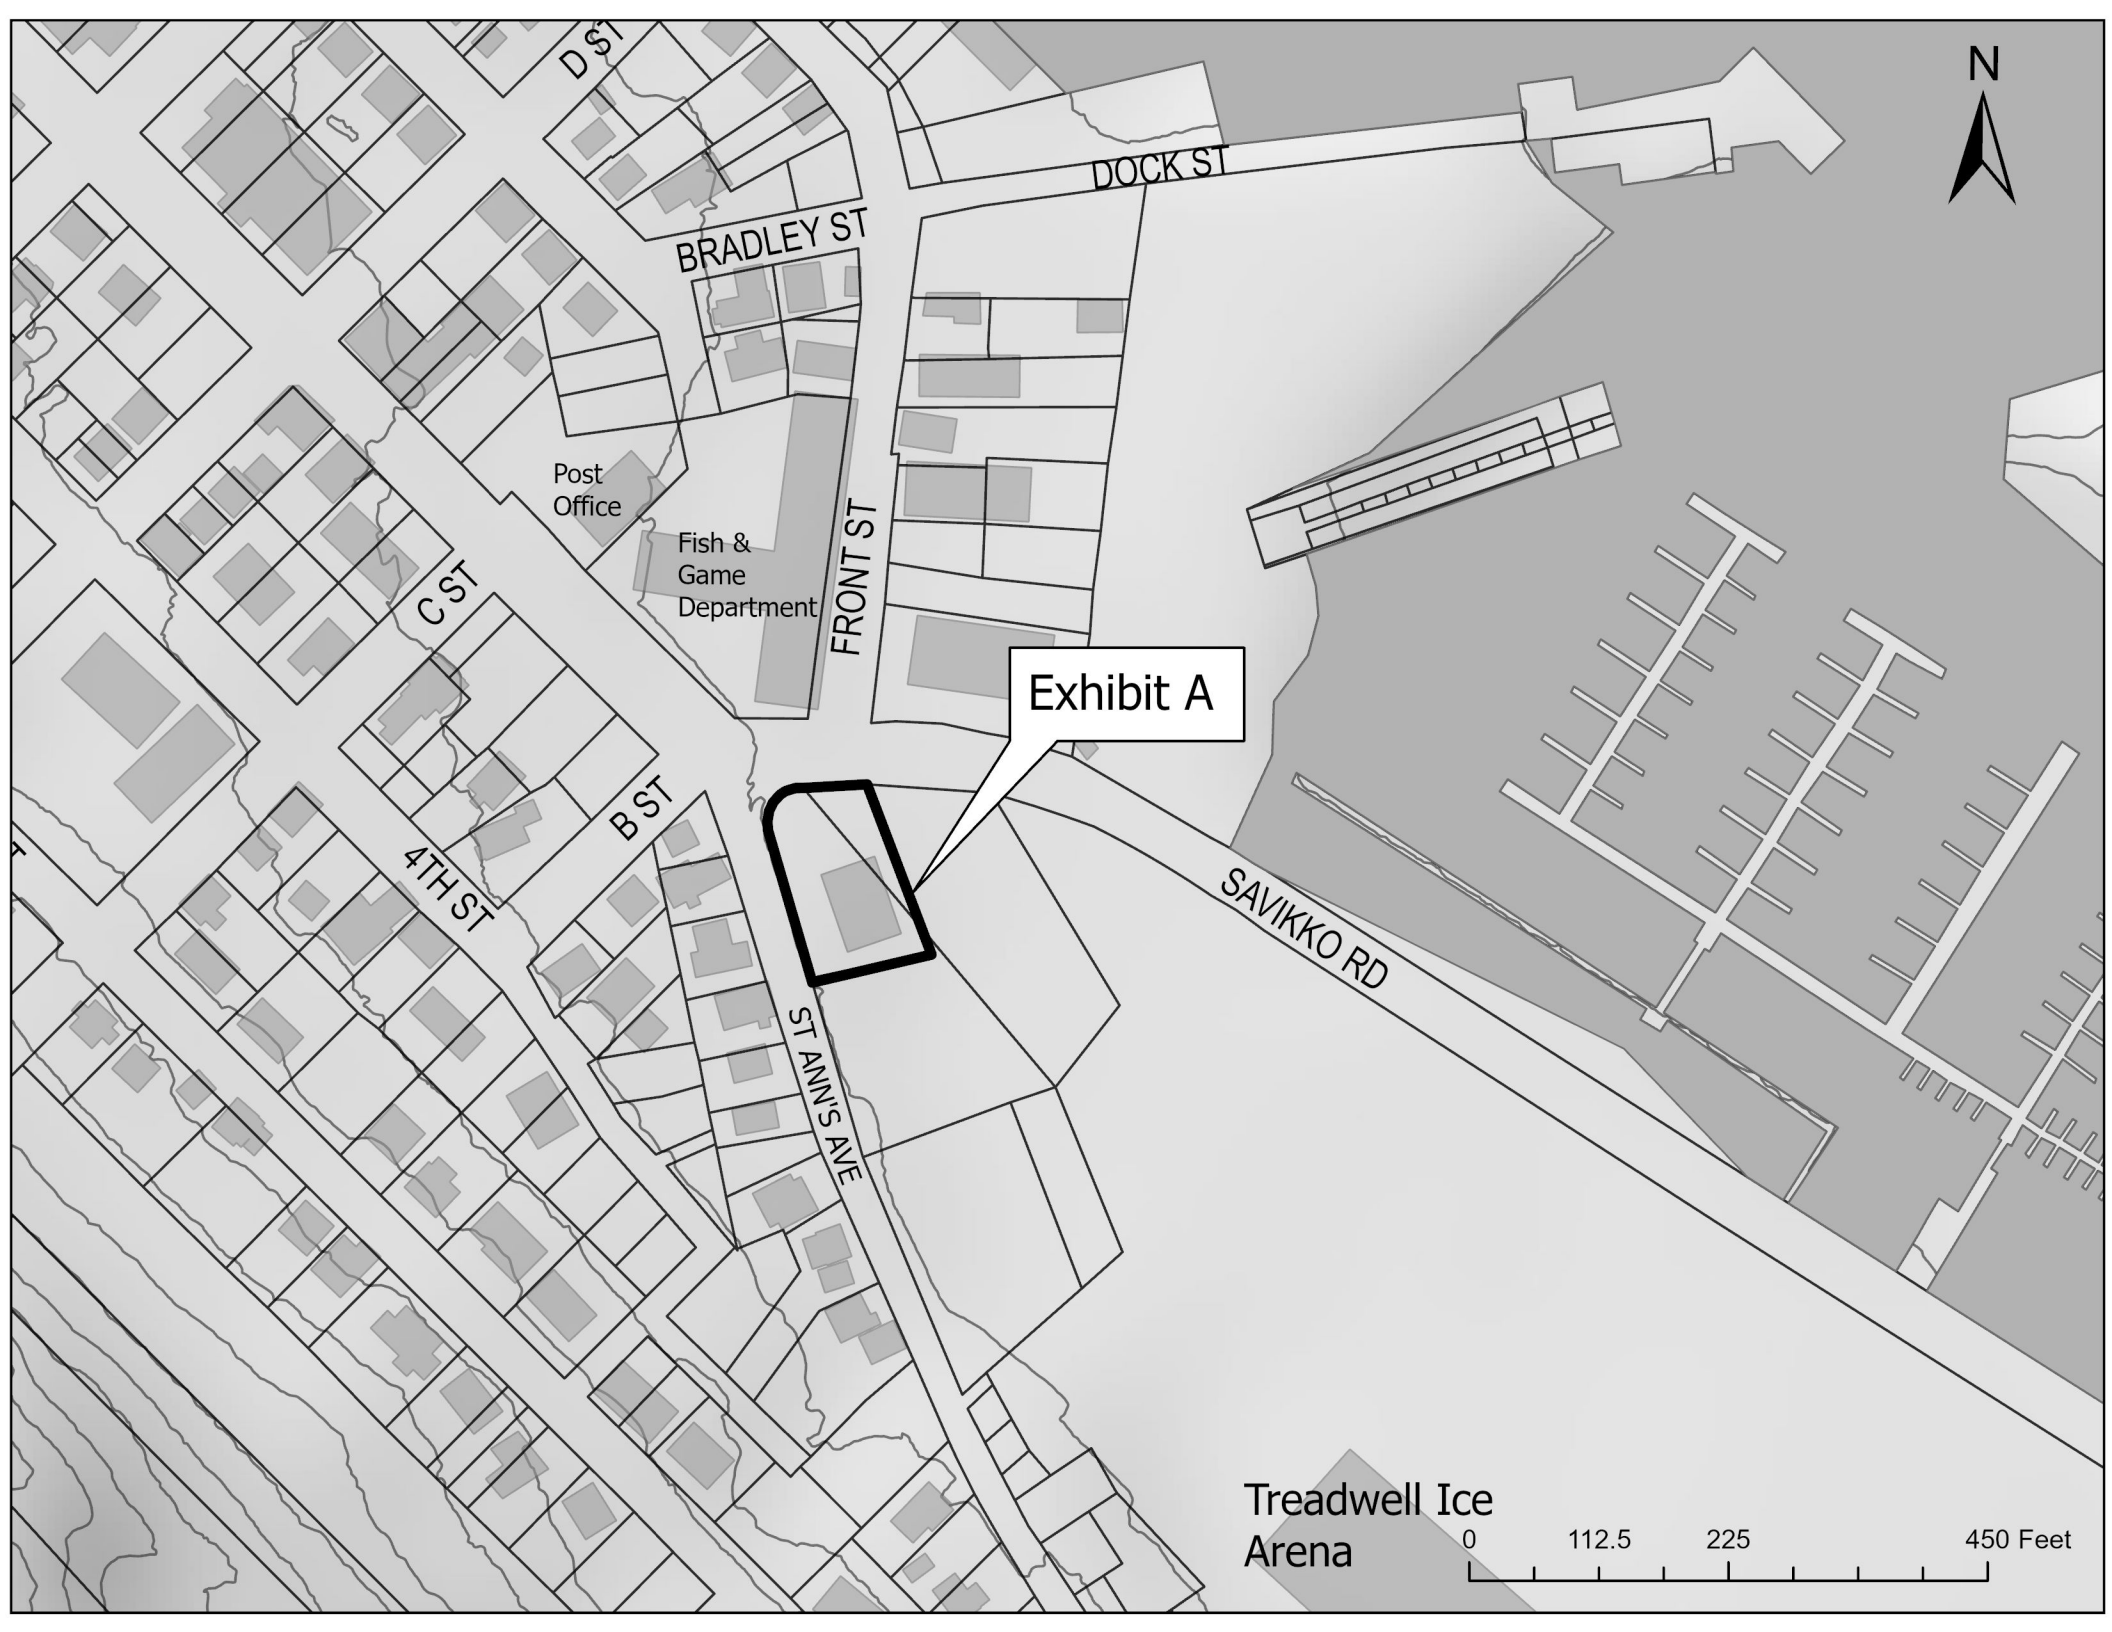 D ST
N
DOCK ST
BRADLEY ST
Post
Office
Fish &
Game
Department
FRONT ST
C ST
Exhibit A
B ST
4TH ST
T
SAVIKKO RD
ST ANN'S AVE
Treadwell Ice
Arena
0 112.5 225 450 Feet